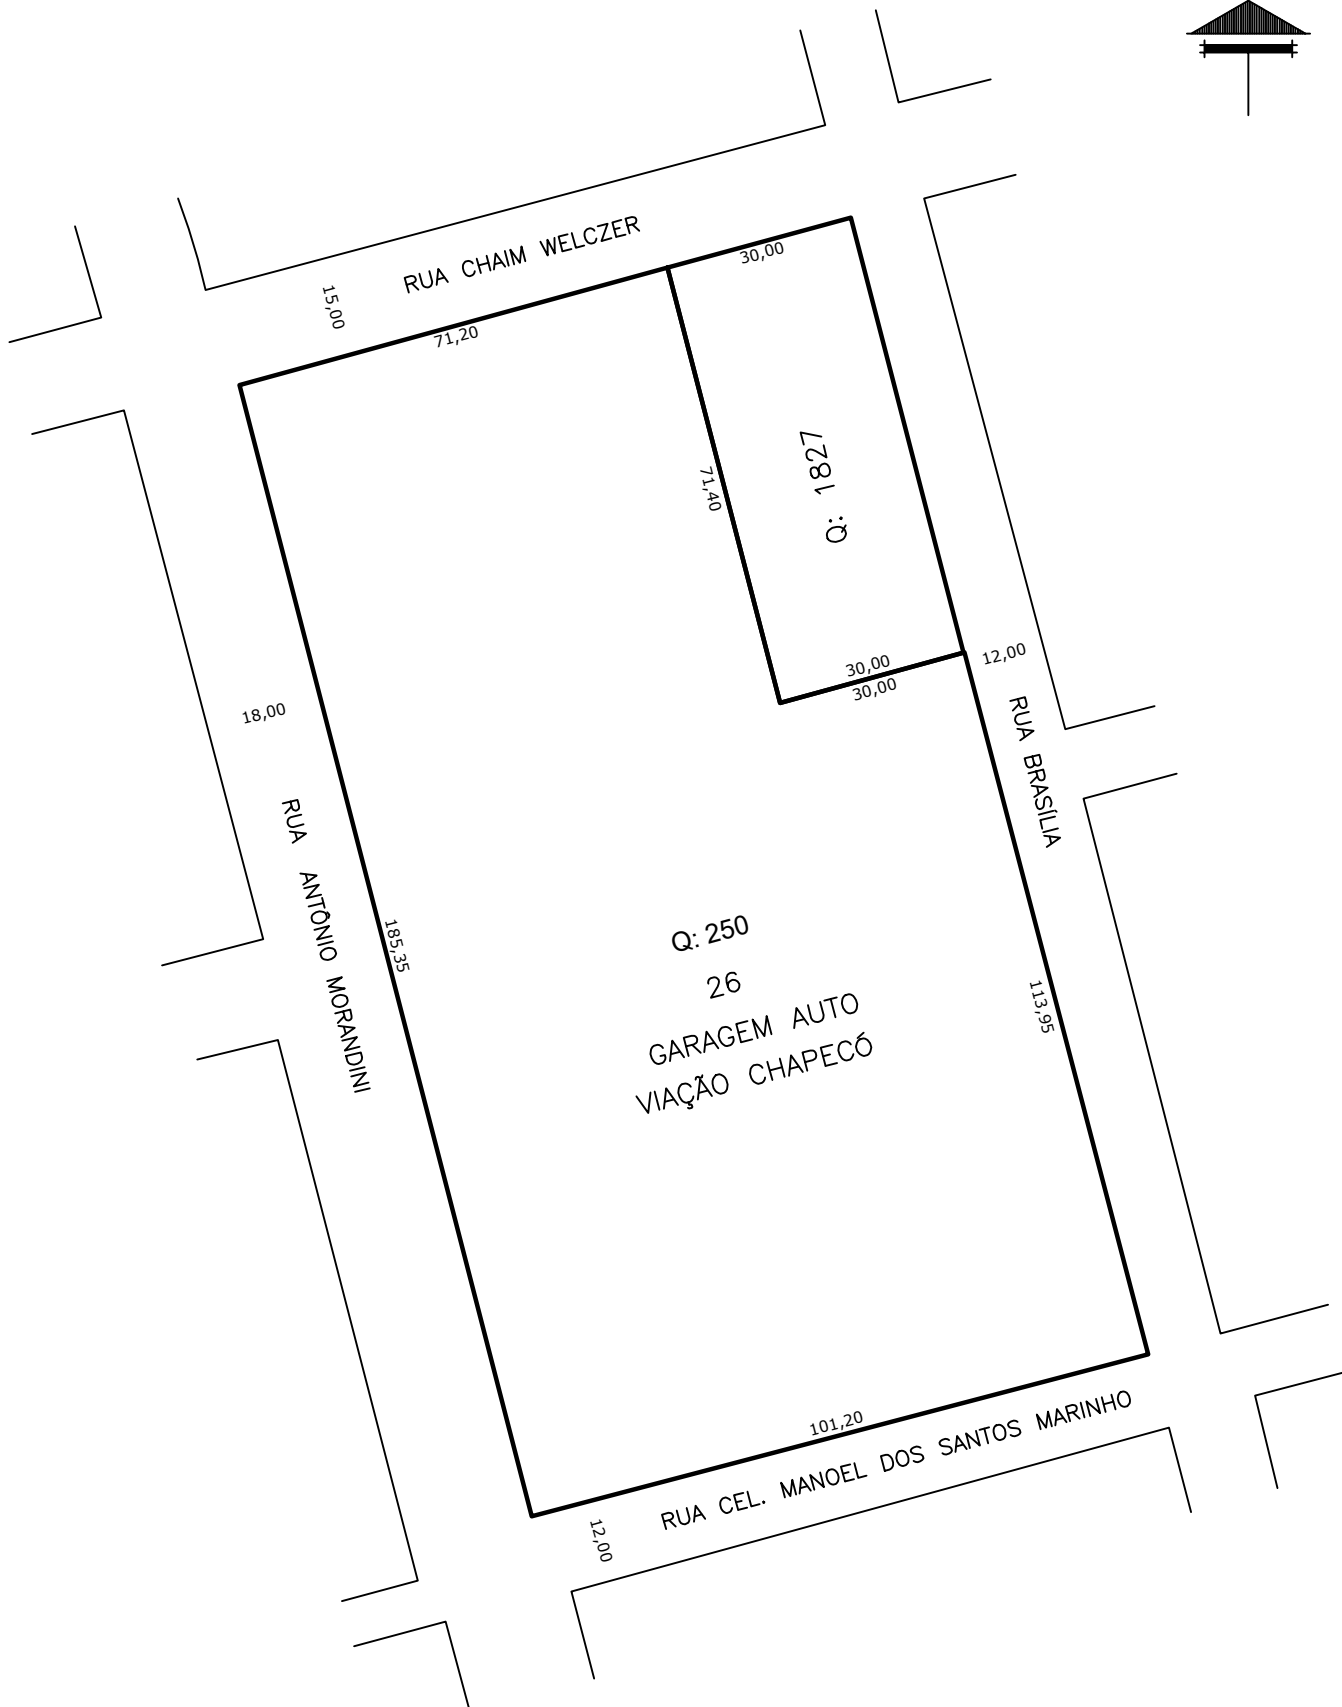 RUA CHAIM WELCZER
30,00
15,00
71,20
Q: 1827
71,40
30,00
30,00
12,00
18,00
RUA BRASÍLIA
RUA ANTÔNIO MORANDINI
185,35
Q: 250
26
GARAGEM AUTO
VIAÇÃO CHAPECÓ
113,95
101,20
RUA CEL. MANOEL DOS SANTOS MARINHO
12,00